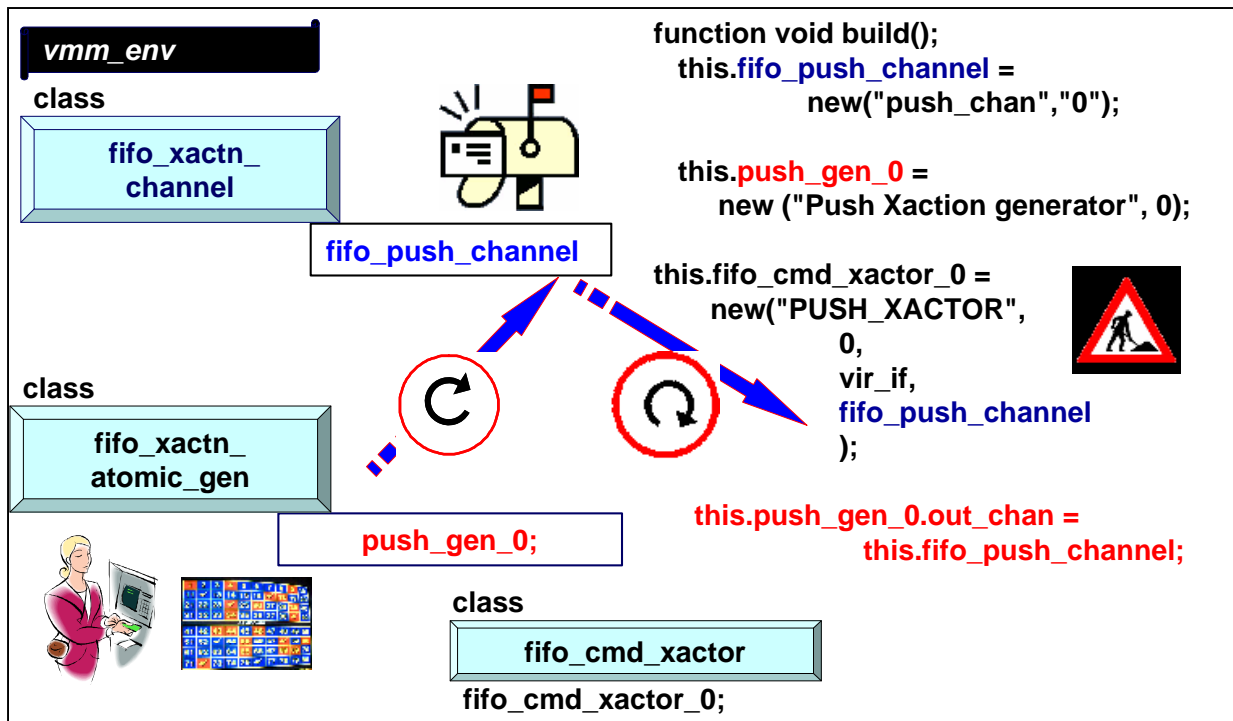 vmm_env
class
fifo_xactn_
channel
fifo_push_channel
class
fifo_xactn_
atomic_gen
push_gen_0;
class
fifo_cmd_xactor
fifo_cmd_xactor_0;
function void build();
this.fifo_push_channel =
new("push_chan","0");
this.push_gen_0 =
new ("Push Xaction generator", 0);
this.fifo_cmd_xactor_0 =
new("PUSH_XACTOR",
0,
vir_if,
fifo_push_channel
);
this.push_gen_0.out_chan =
this.fifo_push_channel;